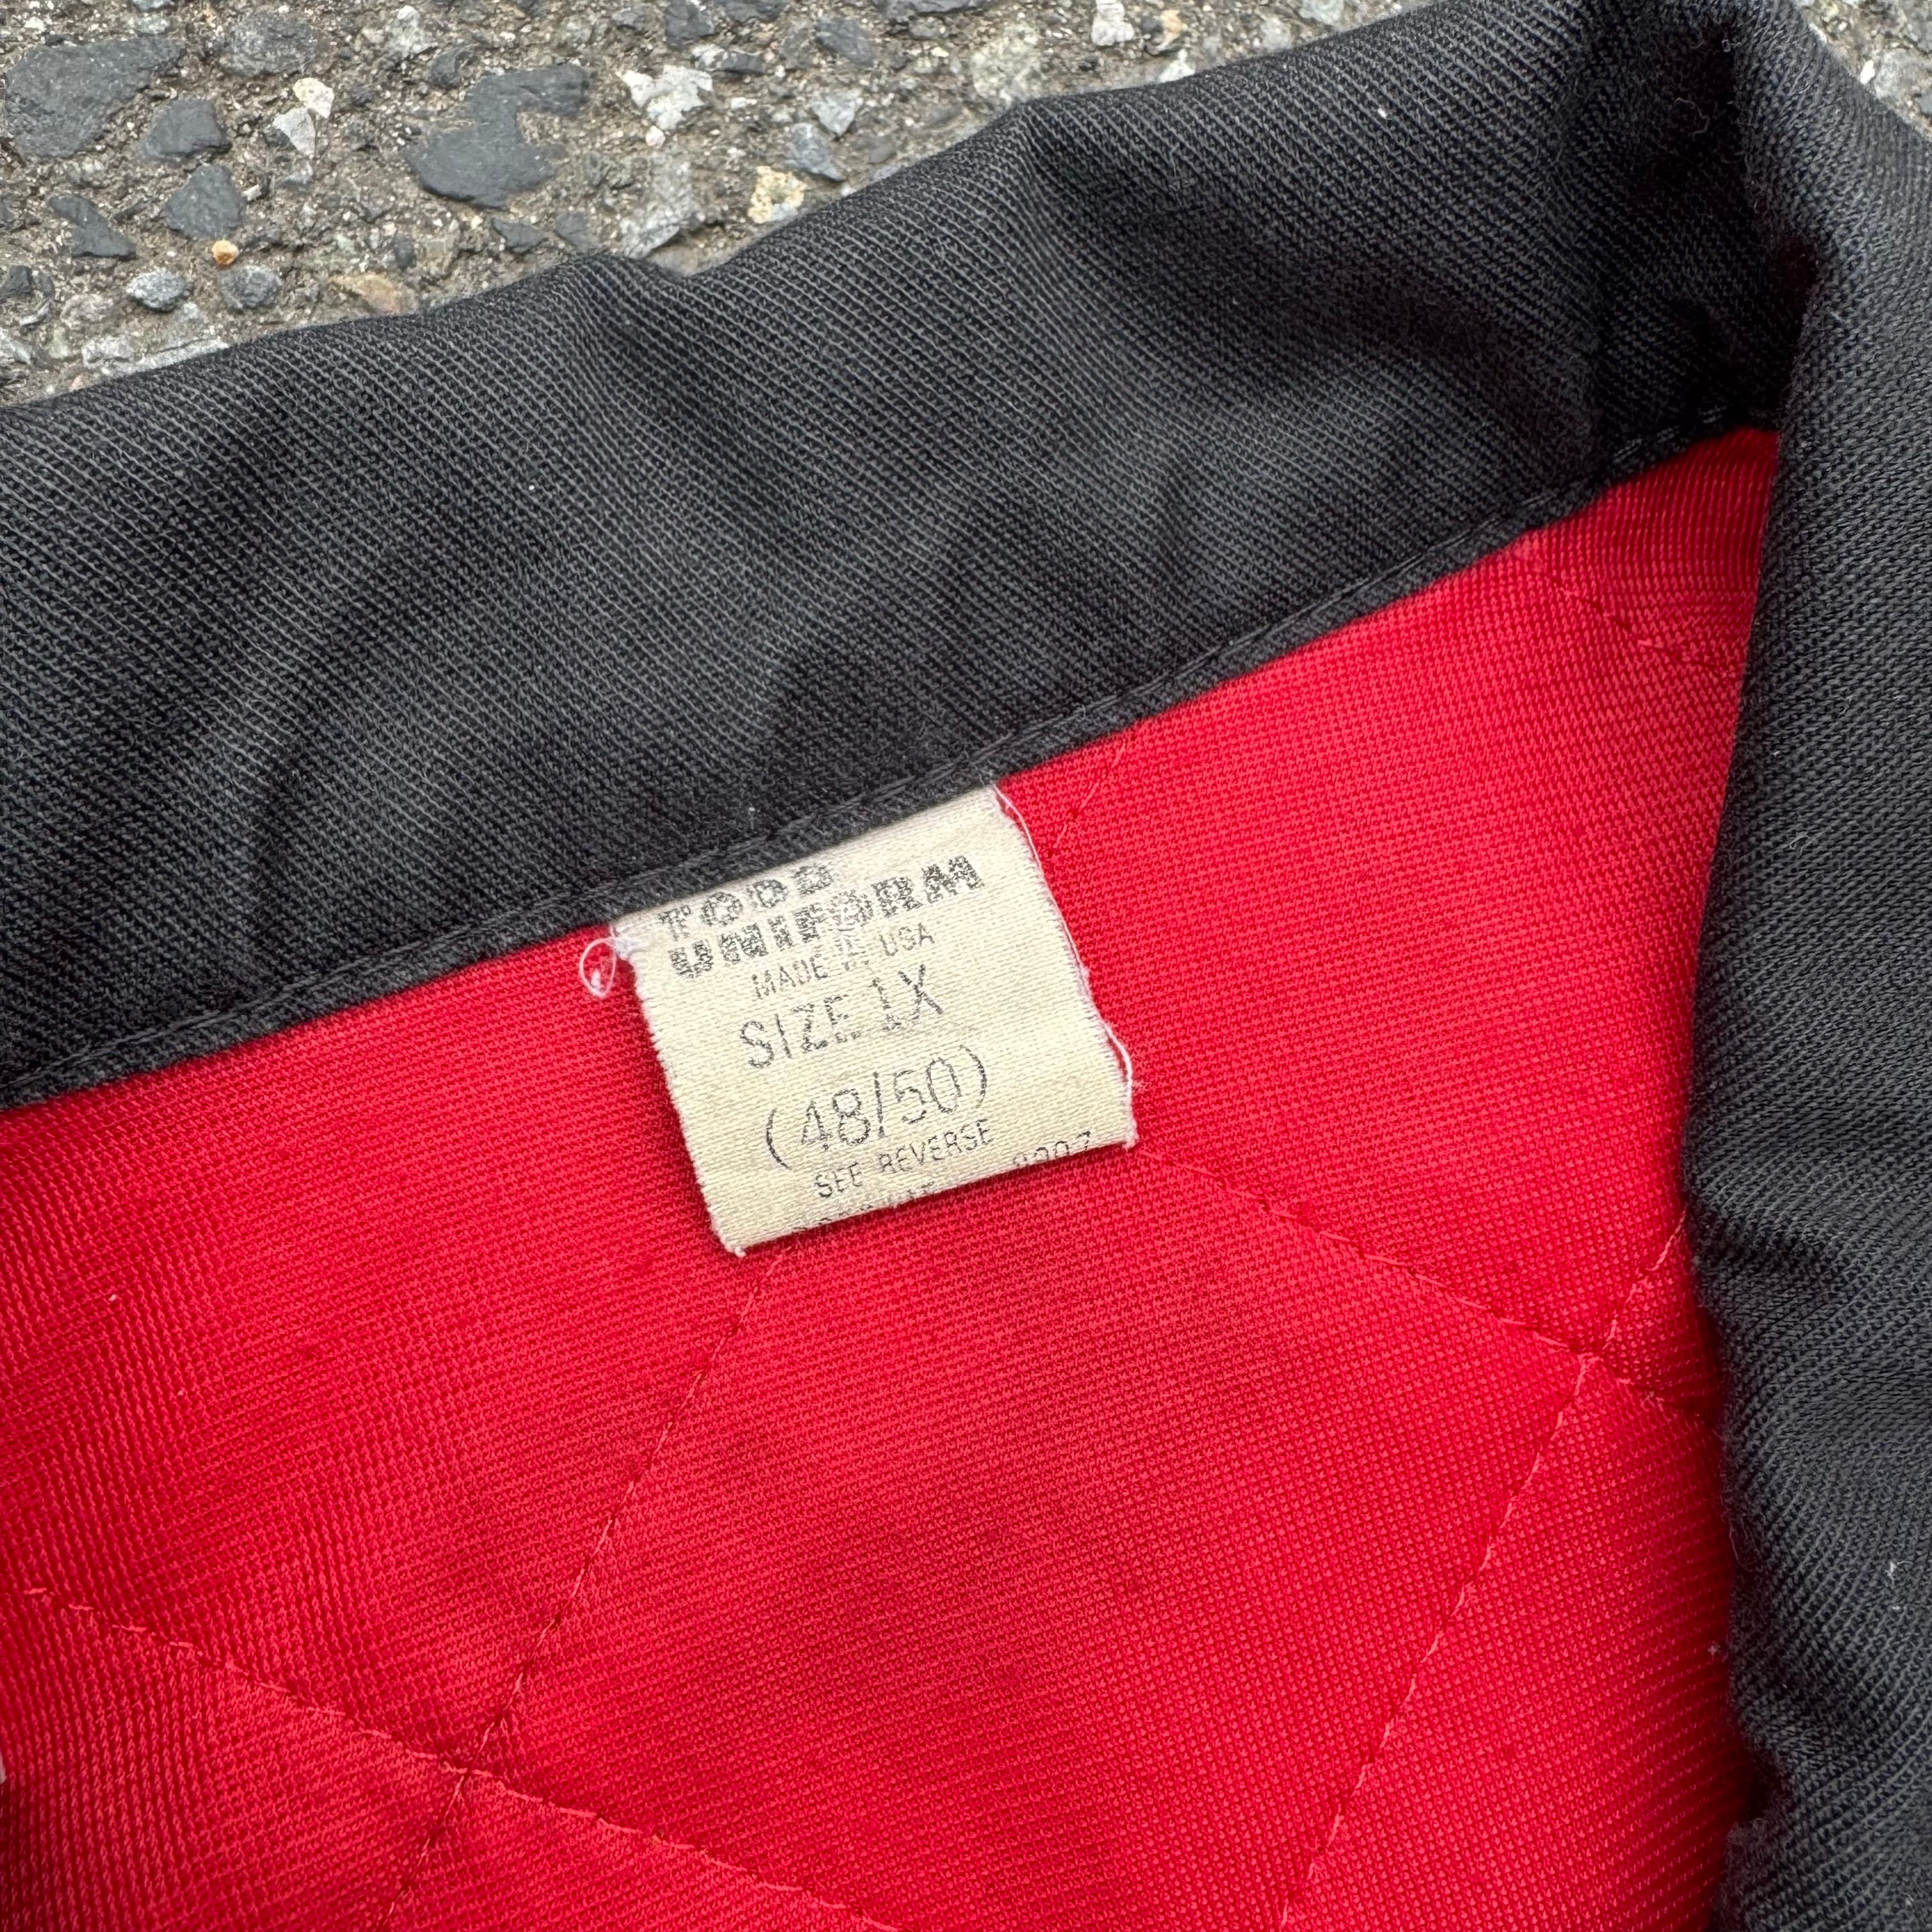 TODD
UNIFORM
MADE IN USA
SIZE 1X
(48/50)
SEE REVERSE